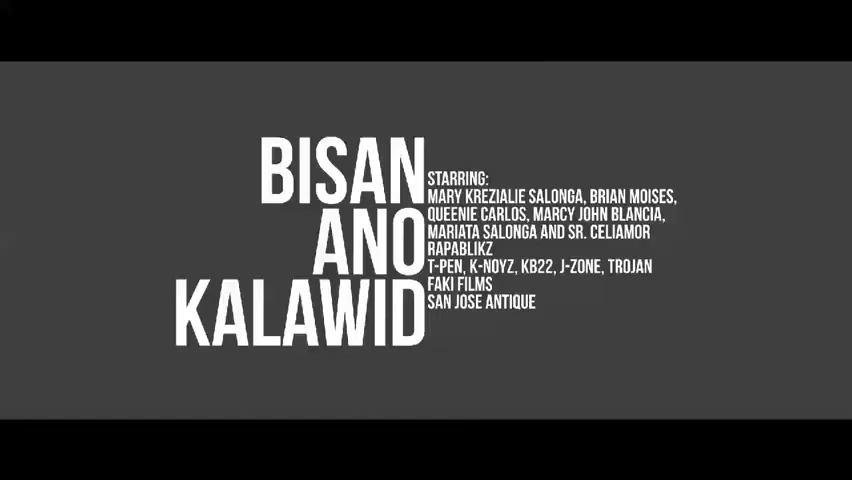 BISAN
ANO
KALAWID
STARRING:
MARY KREZIALIE SALONGA, BRIAN MOISES,
QUEENIE CARLOS, MARCY JOHN BLANCIA,
MARIATA SALONGA AND SR. CELIAMOR
RAPABLIKZ
T-PEN, K-NOYZ, KB22, J-ZONE, TROJAN
FAKI FILMS
SAN JOSE ANTIQUE